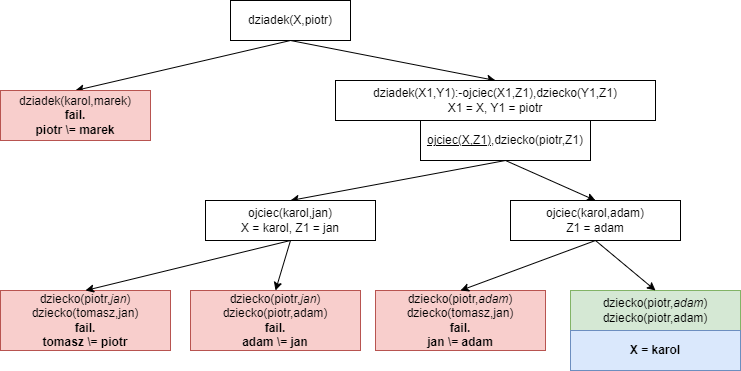 dziadek(X,piotr)
dziadek(karol,marek)
fail.
piotr \= marek
dziadek(X1,Y1):-ojciec(X1,Z1),dziecko(Y1,Z1)
X1 = X, Y1 = piotr
ojciec(X,Z1),dziecko(piotr,Z1)
ojciec(karol,jan)
X = karol, Z1 = jan
ojciec(karol,adam)
Z1 = adam
dziecko(piotr,jan)
dziecko(tomasz,jan)
fail.
tomasz \= piotr
dziecko(piotr,jan)
dziecko(piotr,adam)
fail.
adam \= jan
dziecko(piotr,adam)
dziecko(tomasz,jan)
fail.
jan \= adam
dziecko(piotr,adam)
dziecko(piotr,adam)
X = karol